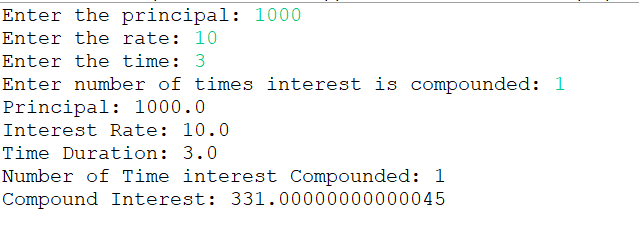 Enter the principal: 1000
Enter the rate: 10
Enter the time: 3
Enter number of times interest is compounded: 1
Principal: 1000.0
Interest Rate: 10.0
Time Duration: 3.0
Number of Time interest Compounded: 1
Compound Interest: 331.00000000000045